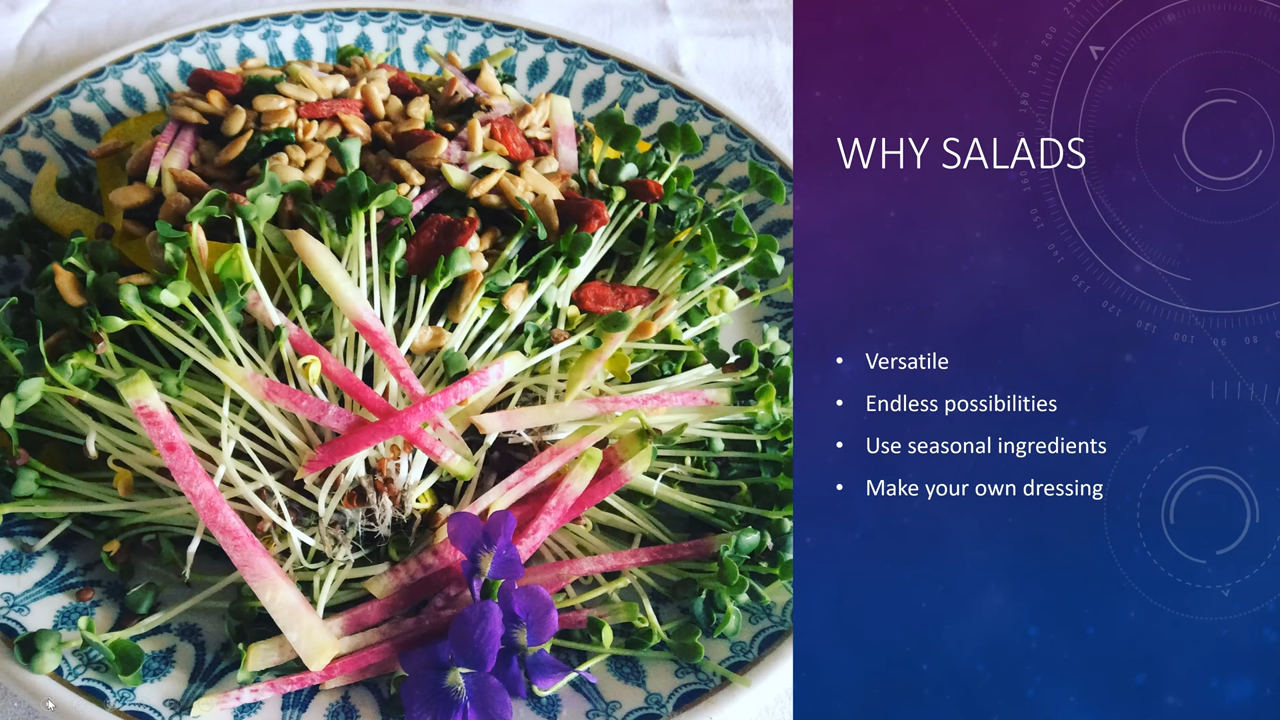 WHY SALADS
• Versatile
• Endless possibilities
• Use seasonal ingredients
• Make your own dressing